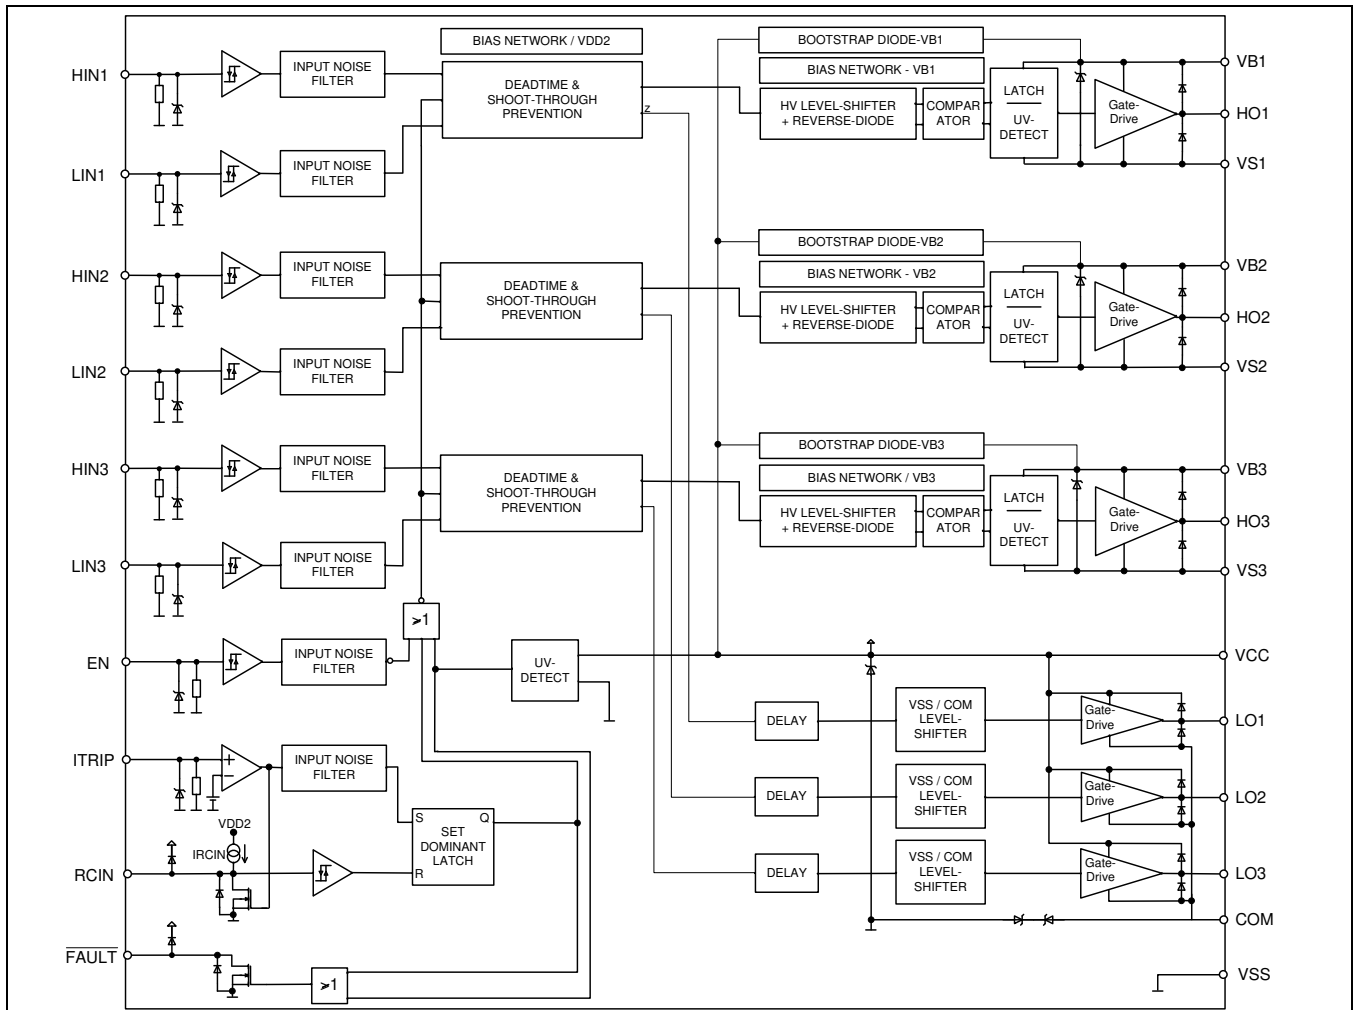 BIAS NETWORK / VDD2
BOOTSTRAP DIODE-VB1
HIN1
INPUT NOISE
FILTER
DEADTIME &
SHOOT-THROUGH
PREVENTION
Z
BIAS NETWORK - VB1
HV LEVEL-SHIFTER
+ REVERSE-DIODE
COMPAR
ATOR
LATCH
UV-
DETECT
Gate-
Drive
VB1
HO1
VS1
LIN1
INPUT NOISE
FILTER
BOOTSTRAP DIODE-VB2
HIN2
INPUT NOISE
FILTER
DEADTIME &
SHOOT-THROUGH
PREVENTION
BIAS NETWORK - VB2
HV LEVEL-SHIFTER
+ REVERSE-DIODE
COMPAR
ATOR
LATCH
UV-
DETECT
Gate-
Drive
VB2
HO2
VS2
LIN2
INPUT NOISE
FILTER
BOOTSTRAP DIODE-VB3
HIN3
INPUT NOISE
FILTER
DEADTIME &
SHOOT-THROUGH
PREVENTION
BIAS NETWORK / VB3
HV LEVEL-SHIFTER
+ REVERSE-DIODE
COMPAR
ATOR
LATCH
UV-
DETECT
Gate-
Drive
VB3
HO3
VS3
LIN3
INPUT NOISE
FILTER
≥1
EN
INPUT NOISE
FILTER
UV-
DETECT
VCC
DELAY
VSS / COM
LEVEL-
SHIFTER
Gate-
Drive
LO1
ITRIP
+
−
INPUT NOISE
FILTER
DELAY
VSS / COM
LEVEL-
SHIFTER
Gate-
Drive
LO2
VDD2
IRCIN
S
Q
SET
DOMINANT
LATCH
R
RCIN
DELAY
VSS / COM
LEVEL-
SHIFTER
Gate-
Drive
LO3
COM
FAULT
≥1
VSS